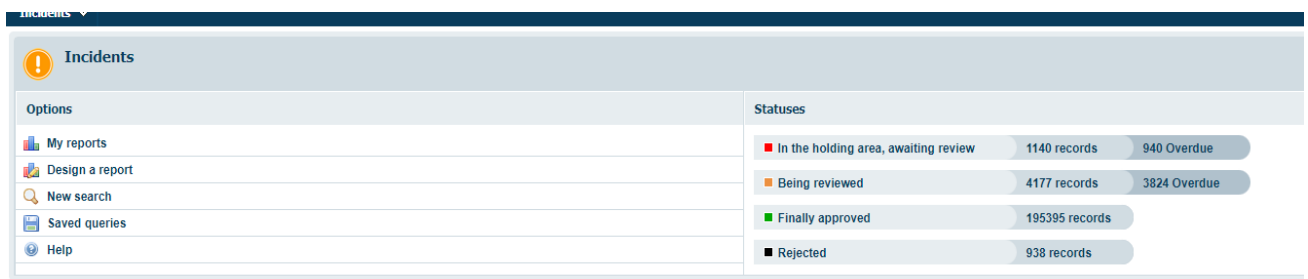 Incidents
Incidents
Options
Statuses
My reports
Design a report
New search
Saved queries
Help
In the holding area, awaiting review 1140 records 940 Overdue
Being reviewed 4177 records 3824 Overdue
Finally approved 195395 records
Rejected 938 records